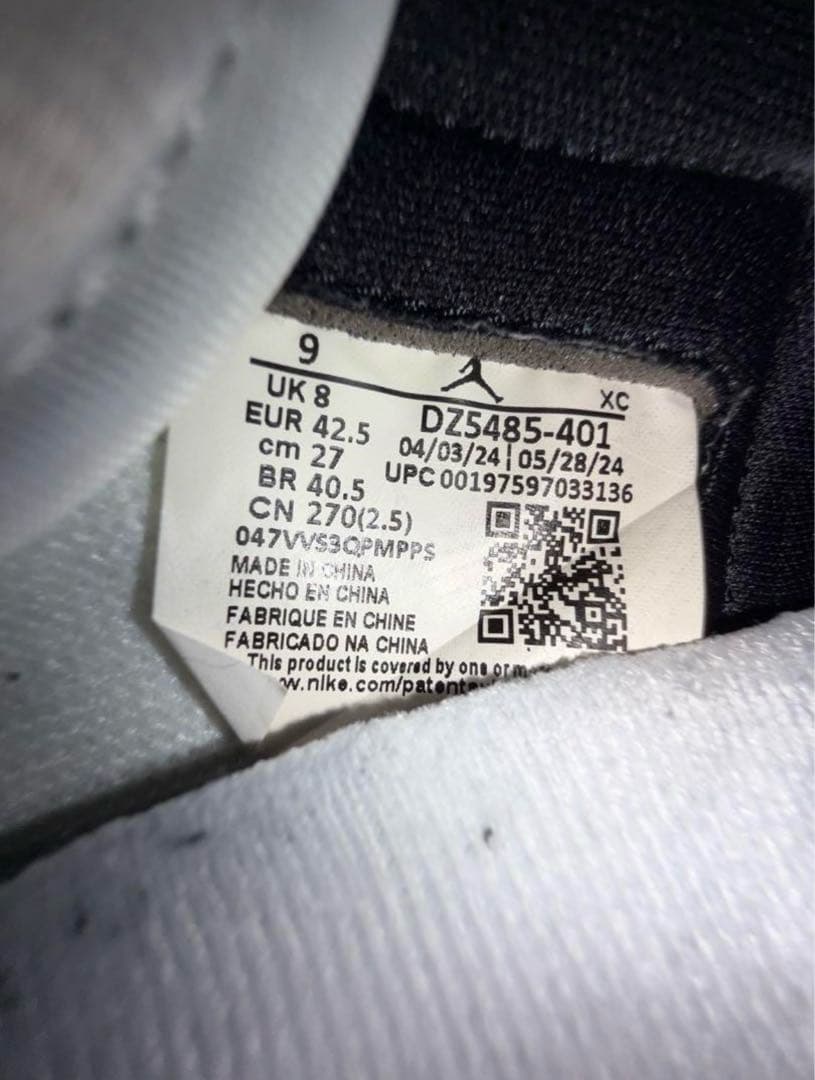 9
XC
UK 8
EUR 42.5
cm 27
BR 40.5
CN 270(2.5)
DZ5485-401
04/03/24|05/28/24
UPC 00197597033136
047VVS3QPMPPS
MADE IN CHINA
HECHO EN CHINA
FABRIQUE EN CHINE
FABRICADO NA CHINA
This product is covered by one or